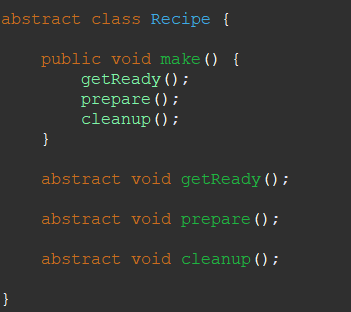 abstract class Recipe {
public void make() {
getReady();
prepare();
cleanup();
}
abstract void getReady();
abstract void prepare();
abstract void cleanup();
}